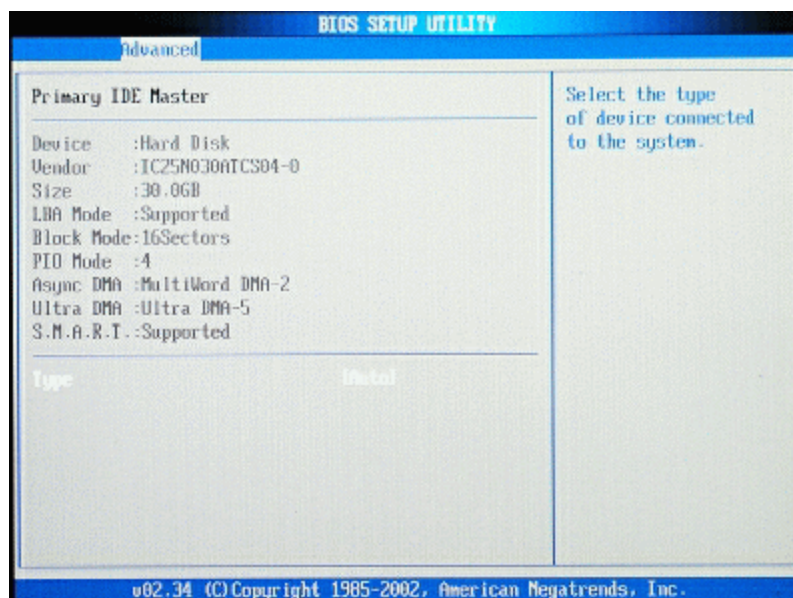 BIOS SETUP UTILITY
Advanced
Primary IDE Master
Device :Hard Disk
Vendor :IC25N030ATCS04-0
Size :30.0GB
LBA Mode :Supported
Block Mode:16Sectors
PIO Mode :4
Async DMA :MultiWord DMA-2
Ultra DMA :Ultra DMA-5
S.M.A.R.T.:Supported
Type [Auto]
Select the type
of device connected
to the system.
v02.34 (C)Copyright 1985-2002, American Megatrends, Inc.